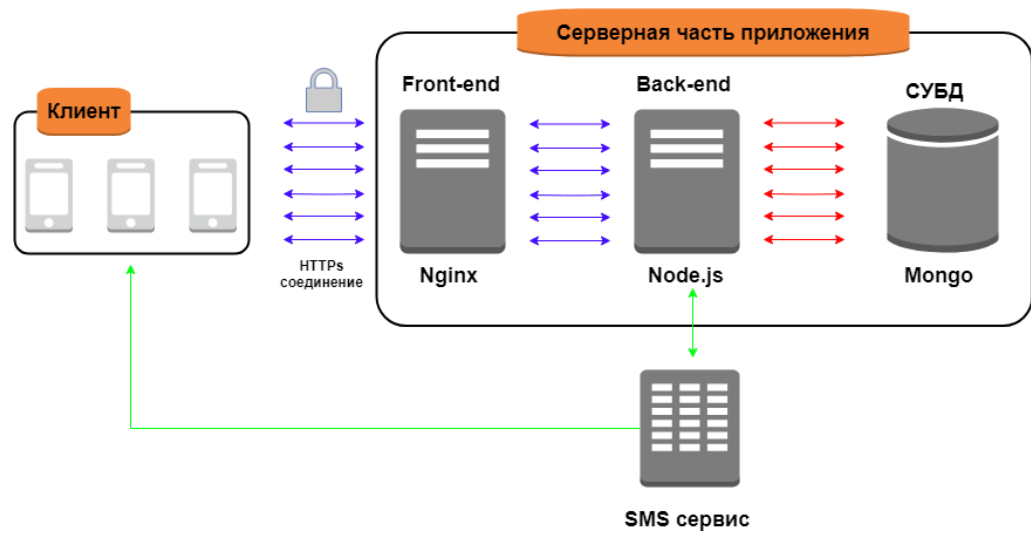 Серверная часть приложения
Клиент
Front-end
Back-end
СУБД
HTTPs
соединение
Nginx
Node.js
Mongo
SMS сервис